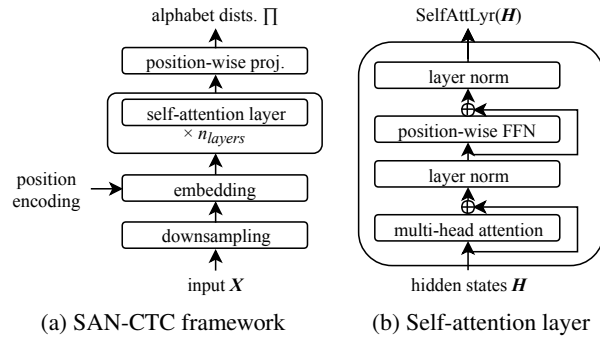 alphabet dists. ∏
position-wise proj.
self-attention layer
× n_layers
position
encoding
embedding
downsampling
input X
(a) SAN-CTC framework
SelfAttLyr(H)
layer norm
position-wise FFN
layer norm
multi-head attention
hidden states H
(b) Self-attention layer